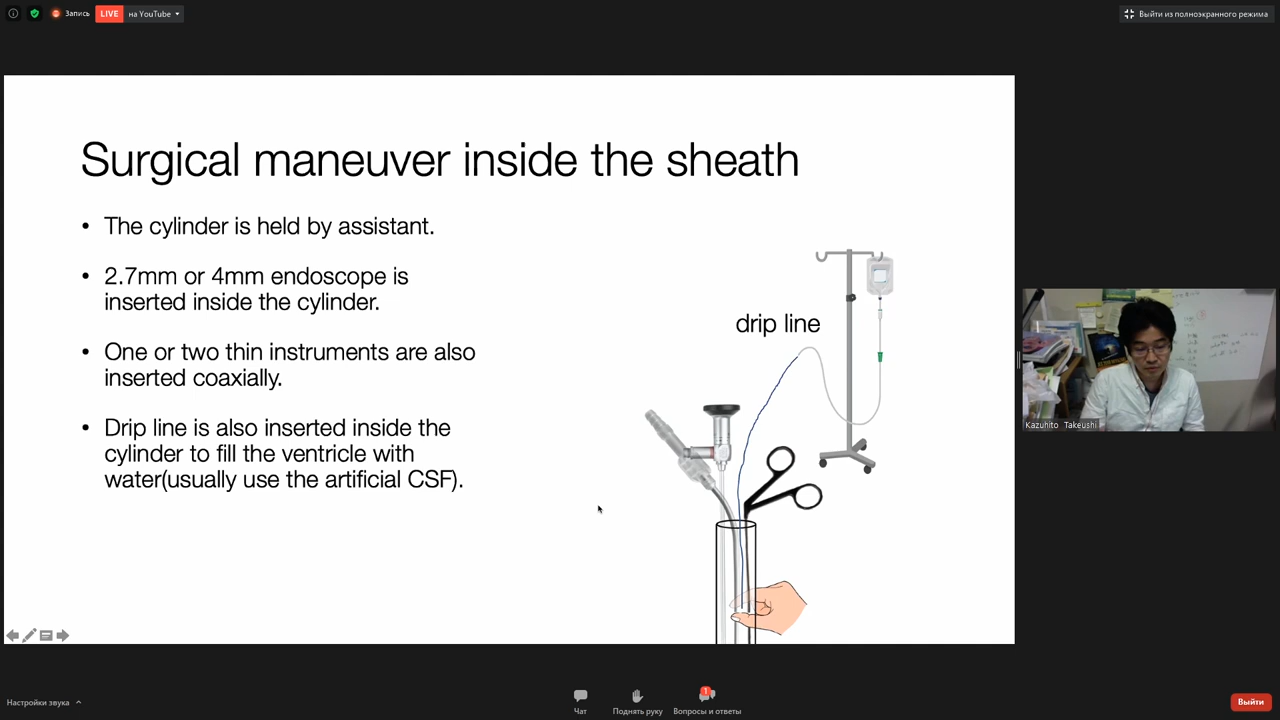 Запись
LIVE на YouTube
Выйти из полноэкранного режима
Surgical maneuver inside the sheath
• The cylinder is held by assistant.
• 2.7mm or 4mm endoscope is
inserted inside the cylinder.
• One or two thin instruments are also
inserted coaxially.
• Drip line is also inserted inside the
cylinder to fill the ventricle with
water(usually use the artificial CSF).
drip line
Kazuhito Takeushi
Настройки звука
Чат
Поднять руку
1
Вопросы и ответы
Выйти